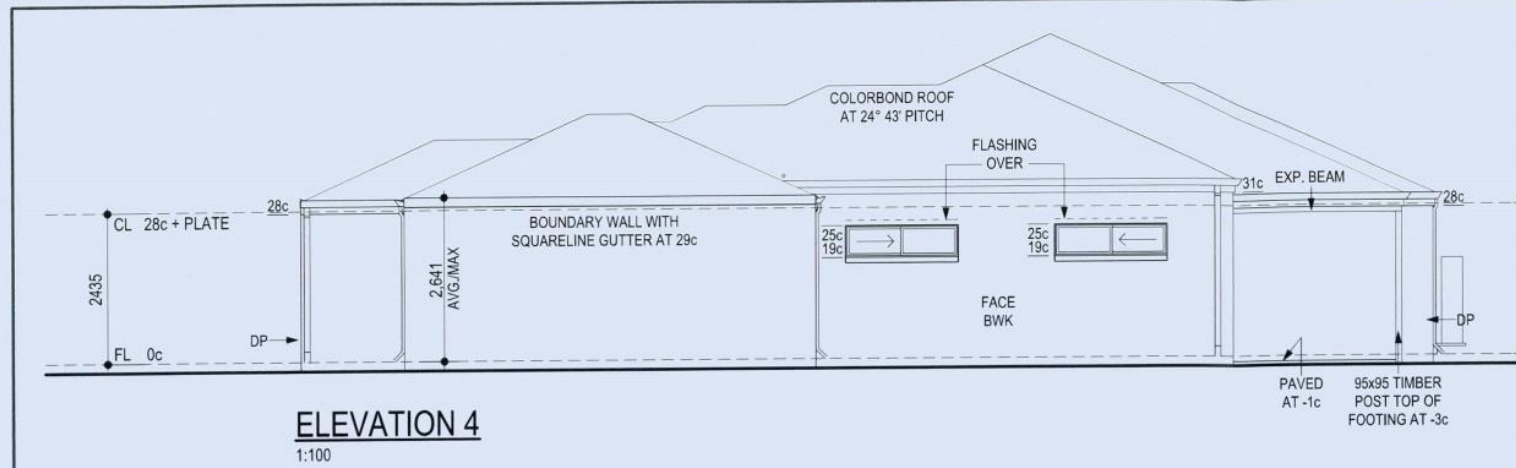 COLORBOND ROOF
AT 24° 43' PITCH
FLASHING
OVER
31c
EXP. BEAM
28c
28c
CL 28c + PLATE
BOUNDARY WALL WITH
SQUARELINE GUTTER AT 29c
25c
19c
25c
19c
2435
2,641
AVG./MAX
FACE
BWK
DP
DP
FL 0c
PAVED
AT -1c
95x95 TIMBER
POST TOP OF
FOOTING AT -3c
ELEVATION 4
1:100